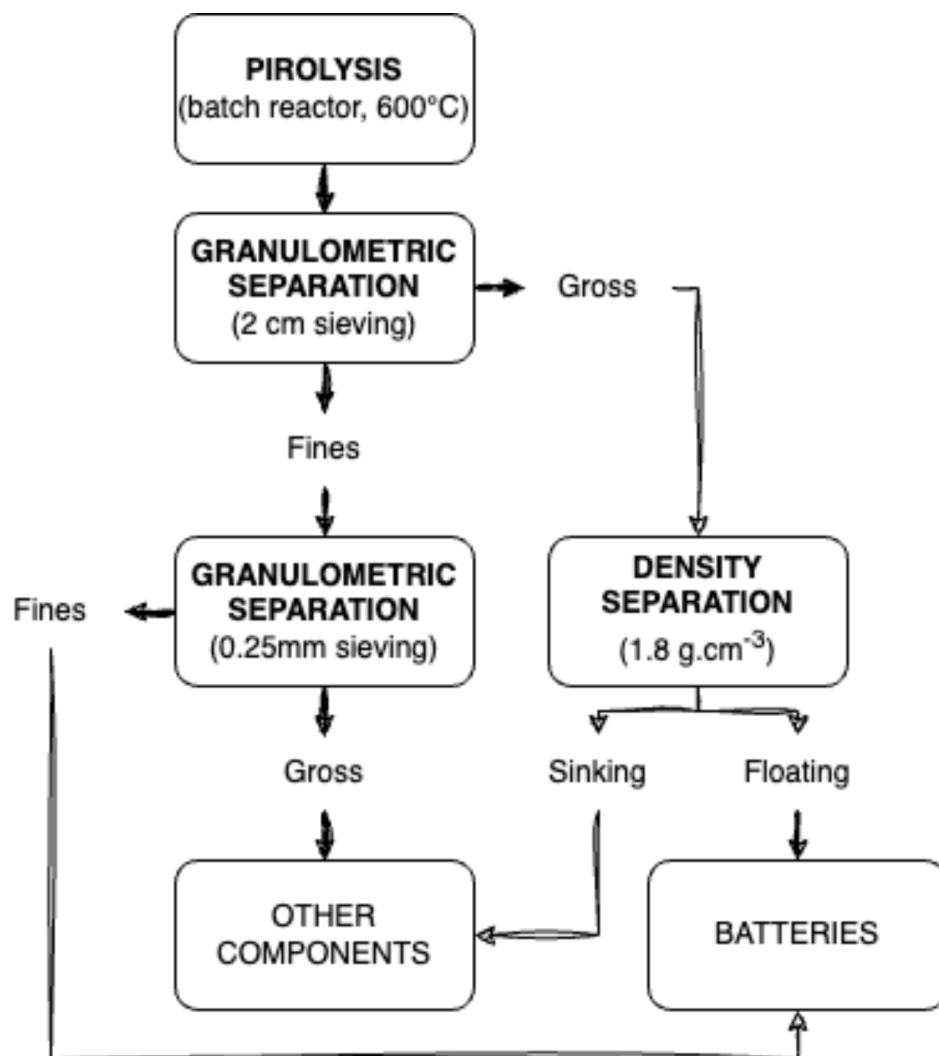 PIROLYSIS
(batch reactor, 600°C)
GRANULOMETRIC
SEPARATION
(2 cm sieving)
Gross
Fines
GRANULOMETRIC
SEPARATION
(0.25mm sieving)
DENSITY
SEPARATION
(1.8 g.cm⁻³)
Fines
Gross
Sinking
Floating
OTHER
COMPONENTS
BATTERIES